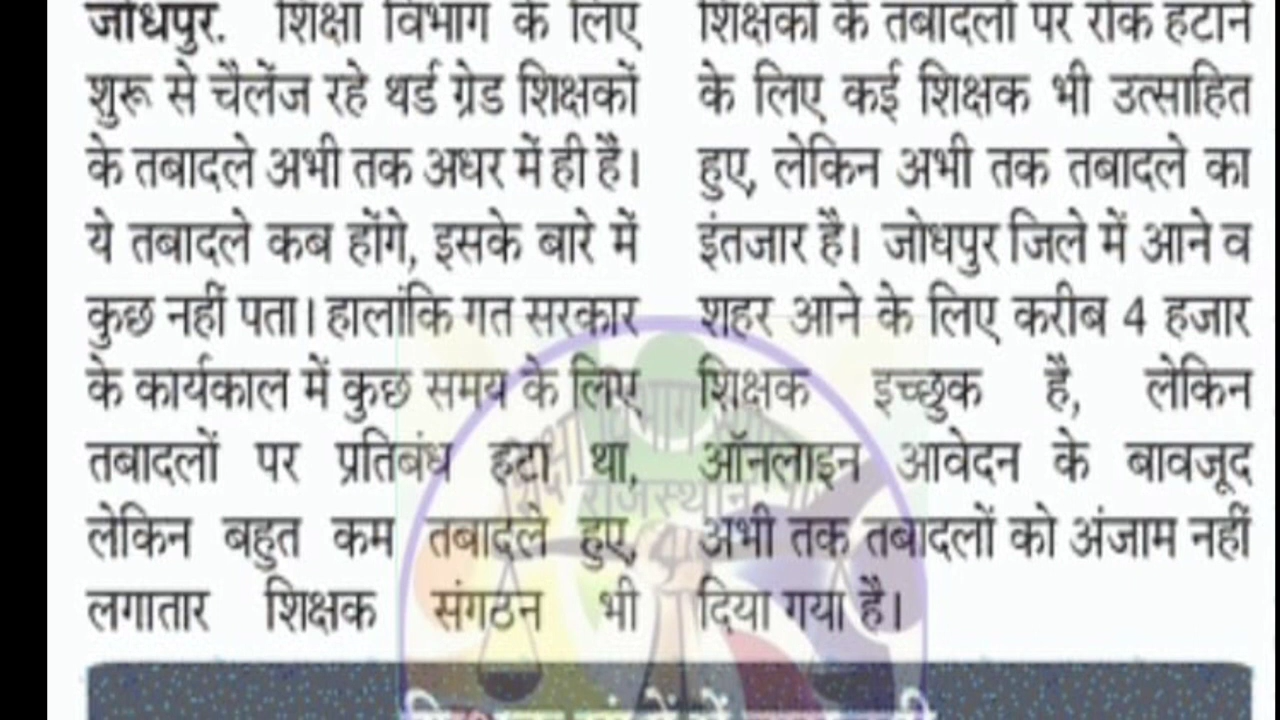 जोधपुर. शिक्षा विभाग के लिए
शुरू से चैलेंज रहे थर्ड ग्रेड शिक्षकों
के तबादले अभी तक अधर में ही है।
ये तबादले कब होंगे, इसके बारे में
कुछ नहीं पता। हालांकि गत सरकार
के कार्यकाल में कुछ समय के लिए
तबादलों पर प्रतिबंध हटा था,
लेकिन बहुत कम तबादले हुए,
लगातार शिक्षक संगठन भी
शिक्षकों के तबादलों पर रोक हटाने
के लिए कई शिक्षक भी उत्साहित
हुए, लेकिन अभी तक तबादले का
इंतजार है। जोधपुर जिले में आने व
शहर आने के लिए करीब 4 हजार
शिक्षक इच्छुक है, लेकिन
ऑनलाइन आवेदन के बावजूद
अभी तक तबादलों को अंजाम नहीं
दिया गया है।
शिक्षा विभाग
राजस्थान